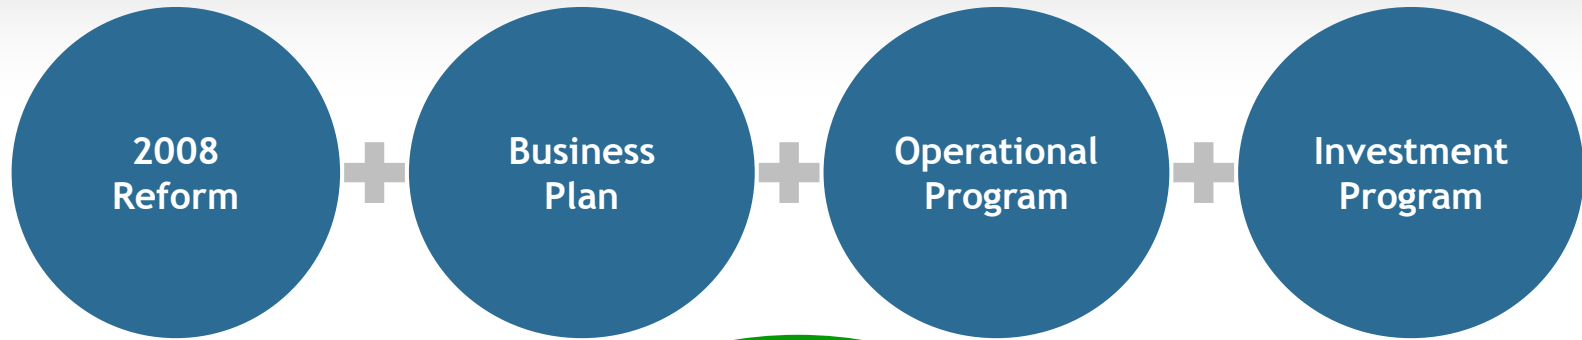 2008
Reform
Business
Plan
Operational
Program
Investment
Program